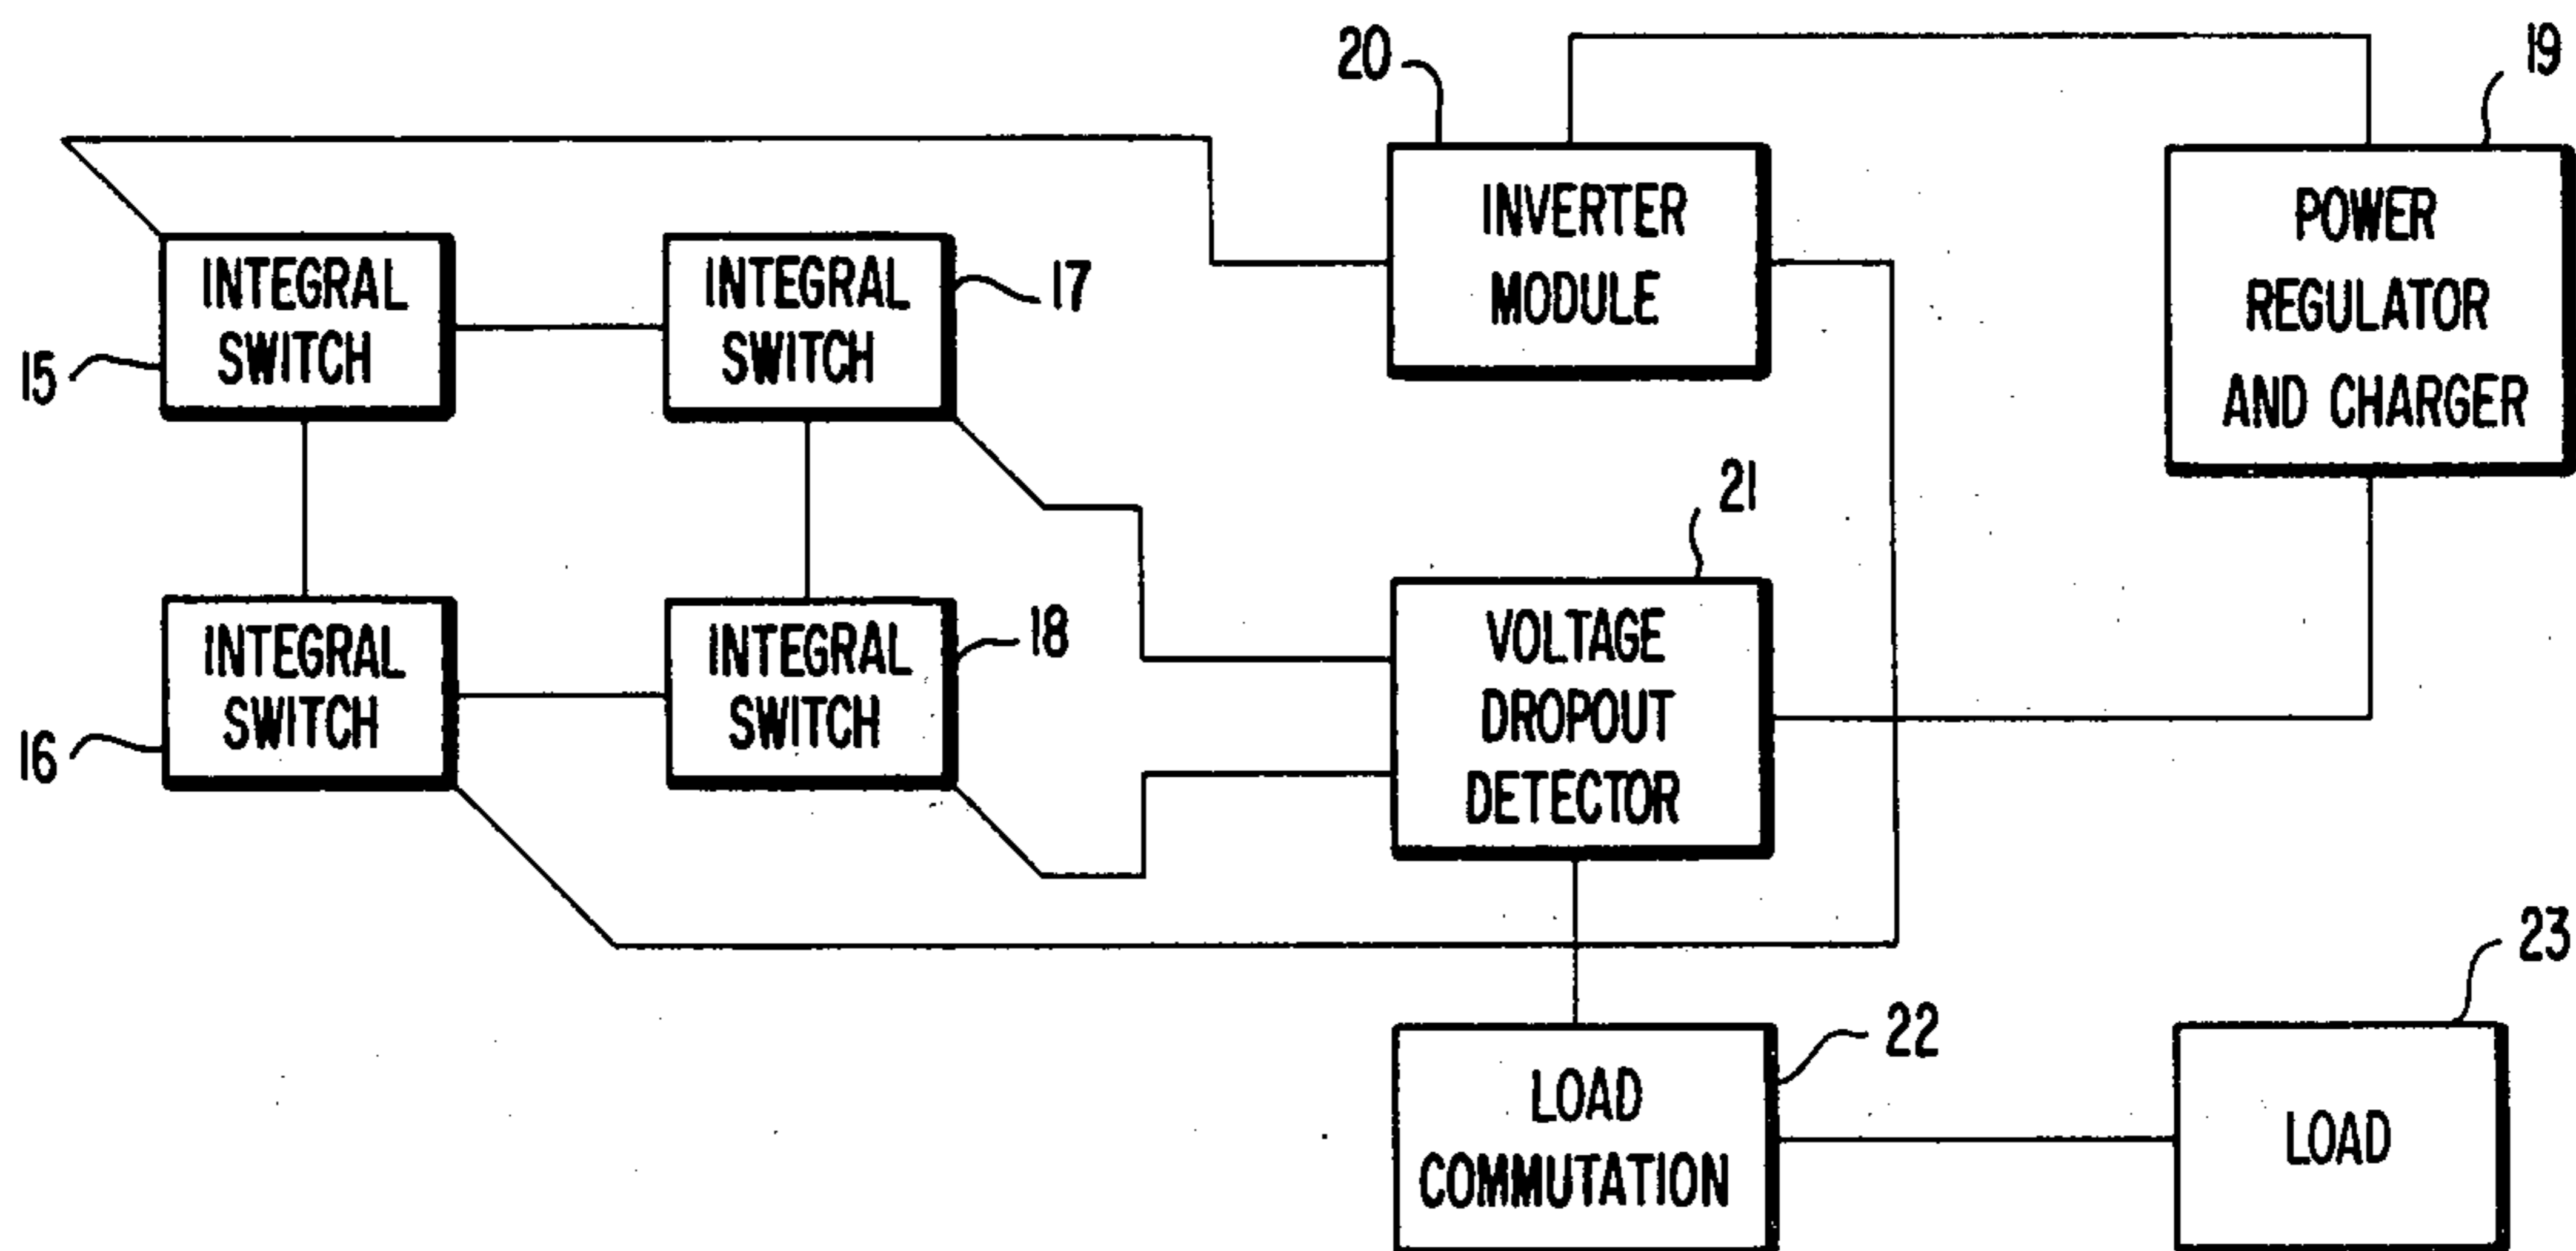 20
19
INVERTER
MODULE
POWER
REGULATOR
AND CHARGER
INTEGRAL
SWITCH
15
INTEGRAL
SWITCH
17
INTEGRAL
SWITCH
16
INTEGRAL
SWITCH
18
21
VOLTAGE
DROPOUT
DETECTOR
22
LOAD
COMMUTATION
23
LOAD